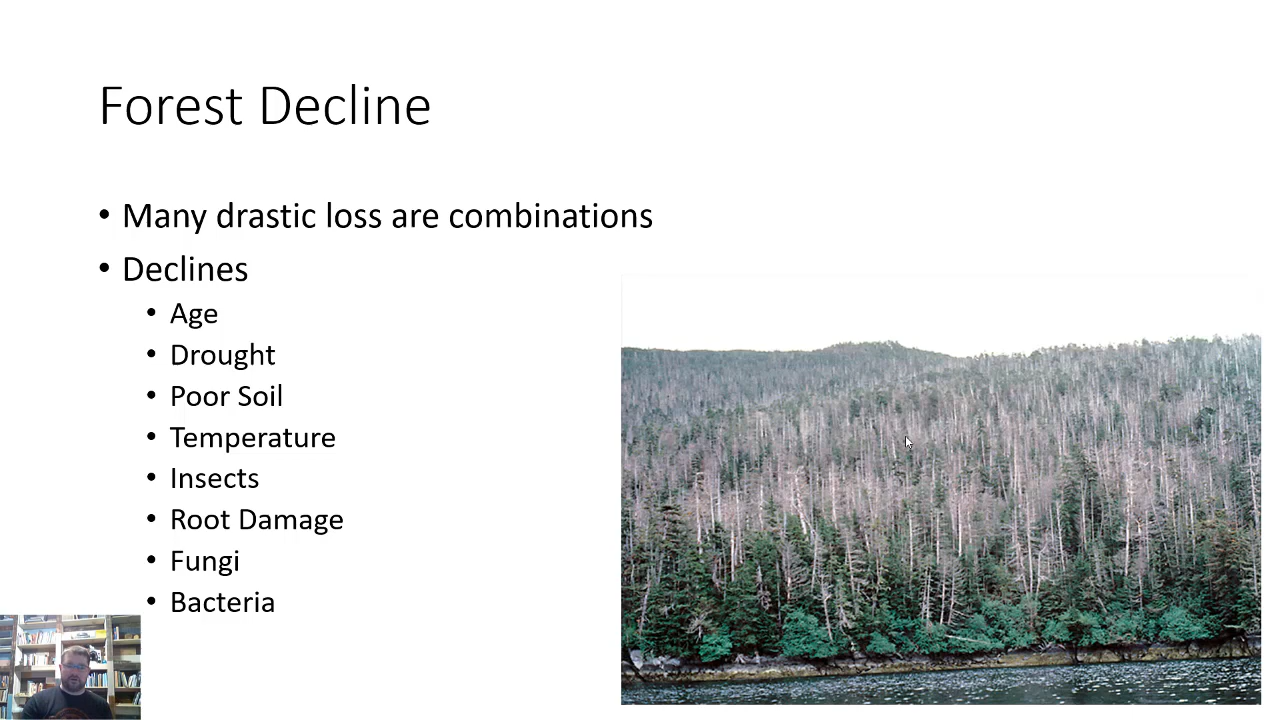 Forest Decline
• Many drastic loss are combinations
• Declines
• Age
• Drought
• Poor Soil
• Temperature
• Insects
• Root Damage
• Fungi
• Bacteria